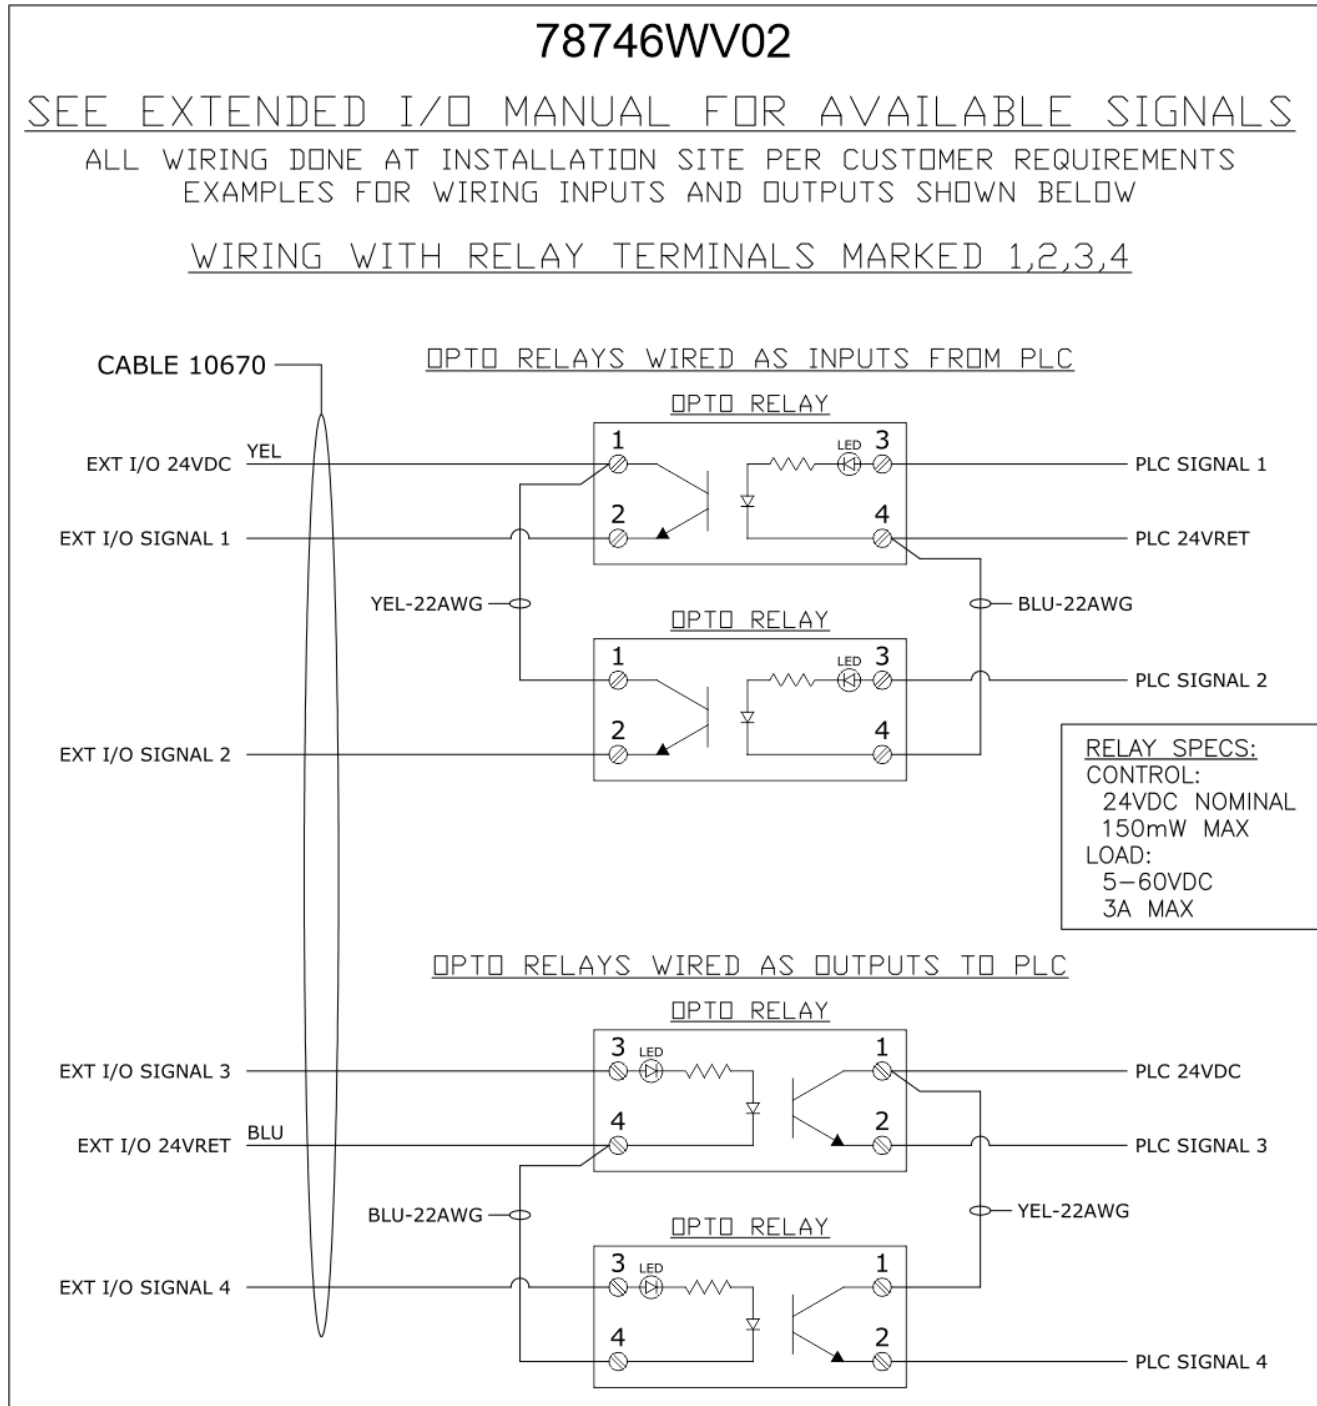 78746WV02
SEE EXTENDED I/O MANUAL FOR AVAILABLE SIGNALS
ALL WIRING DONE AT INSTALLATION SITE PER CUSTOMER REQUIREMENTS
EXAMPLES FOR WIRING INPUTS AND OUTPUTS SHOWN BELOW
WIRING WITH RELAY TERMINALS MARKED 1,2,3,4
CABLE 10670
OPTO RELAYS WIRED AS INPUTS FROM PLC
OPTO RELAY
EXT I/O 24VDC YEL 1 LED 3 PLC SIGNAL 1
EXT I/O SIGNAL 1 2 4 PLC 24VRET
YEL-22AWG BLU-22AWG
OPTO RELAY
1 LED 3 PLC SIGNAL 2
EXT I/O SIGNAL 2 2 4
RELAY SPECS:
CONTROL:
24VDC NOMINAL
150mW MAX
LOAD:
5-60VDC
3A MAX
OPTO RELAYS WIRED AS OUTPUTS TO PLC
OPTO RELAY
EXT I/O SIGNAL 3 3 LED 1 PLC 24VDC
EXT I/O 24VRET BLU 4 2 PLC SIGNAL 3
BLU-22AWG YEL-22AWG
OPTO RELAY
EXT I/O SIGNAL 4 3 LED 1
4 2 PLC SIGNAL 4